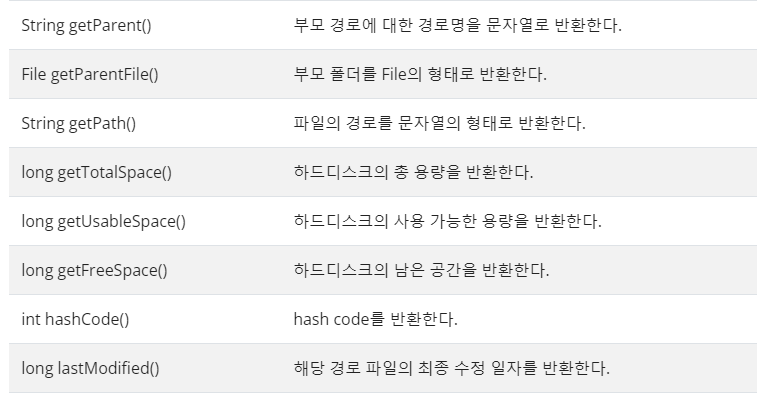 String getParent() 부모 경로에 대한 경로명을 문자열로 반환한다.
File getParentFile() 부모 폴더를 File의 형태로 반환한다.
String getPath() 파일의 경로를 문자열의 형태로 반환한다.
long getTotalSpace() 하드디스크의 총 용량을 반환한다.
long getUsableSpace() 하드디스크의 사용 가능한 용량을 반환한다.
long getFreeSpace() 하드디스크의 남은 공간을 반환한다.
int hashCode() hash code를 반환한다.
long lastModified() 해당 경로 파일의 최종 수정 일자를 반환한다.